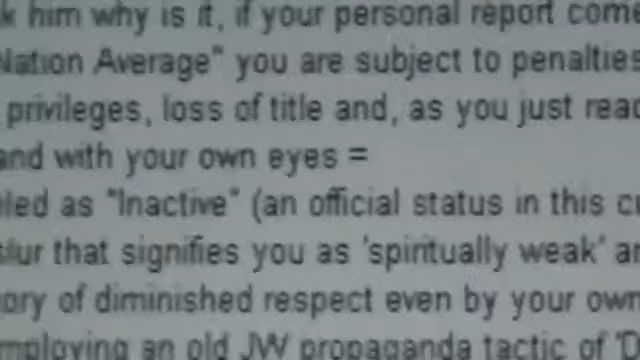 k him why is it, if your personal report come
Nation Average" you are subject to penalties
privileges, loss of title and, as you just read
and with your own eyes =
led as "Inactive" (an official status in this cu
slur that signifies you as 'spiritually weak' an
ory of diminished respect even by your own
mploying an old JW propaganda tactic of 'D